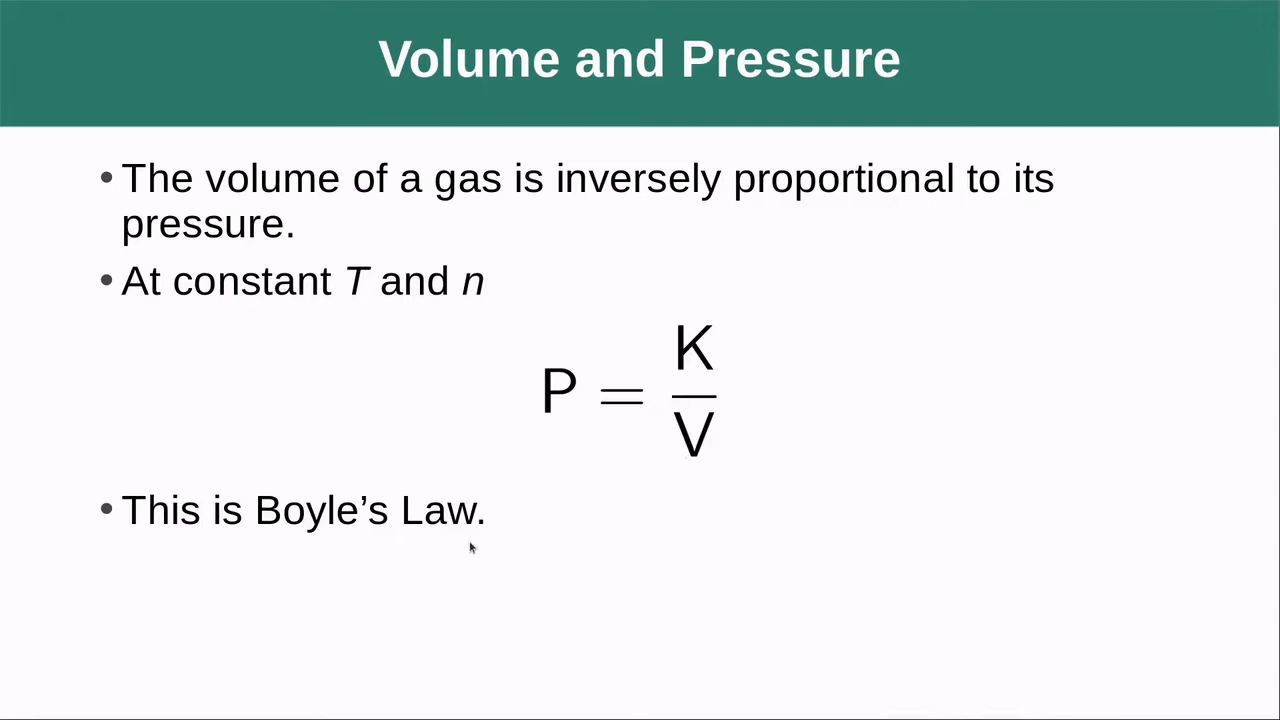 Volume and Pressure
•The volume of a gas is inversely proportional to its
pressure.
•At constant T and n
P = K/V
•This is Boyle’s Law.